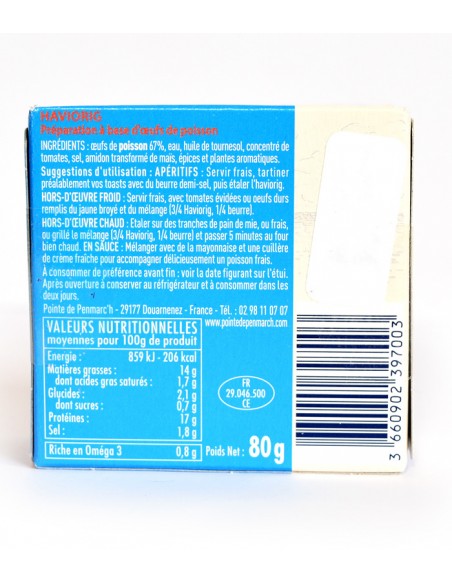 HAVIORIG
Préparation à base d'œufs de poisson
INGRÉDIENTS : œufs de poisson 67%, eau, huile de tournesol, concentré de
tomates, sel, amidon transformé de maïs, épices et plantes aromatiques.
Suggestions d'utilisation : APÉRITIFS : Servir frais, tartiner
préalablement vos toasts avec du beurre demi-sel, puis étaler l'haviorig.
HORS-D'ŒUVRE FROID : Servir frais, avec tomates évidées ou oeufs durs
remplis du jaune broyé et du mélange (3/4 Haviorig, 1/4 beurre).
HORS-D'ŒUVRE CHAUD : Etaler sur des tranches de pain de mie, ou frais,
ou grillé le mélange (3/4 Haviorig, 1/4 beurre) et passer 5 minutes au four
bien chaud. EN SAUCE : Mélanger avec de la mayonnaise et une cuillère
de crème fraîche pour accompagner délicieusement un poisson frais.
À consommer de préférence avant fin : voir la date figurant sur l'étui.
Après ouverture à conserver au réfrigérateur et à consommer dans les
deux jours.
Pointe de Penmarc'h - 29177 Douarnenez - France - Tél. : 02 98 11 07 07
www.pointedepenmarch.com
VALEURS NUTRITIONNELLES
moyennes pour 100g de produit
Energie : 859 kJ - 206 kcal
Matières grasses : 14 g
dont acides gras saturés : 1,7 g
Glucides : 2,1 g
dont sucres : 0,7 g
Protéines : 17 g
Sel : 1,8 g
Riche en Oméga 3 0,8 g
FR
29.046.500
CE
Poids Net : 80 g
3 660902 397003